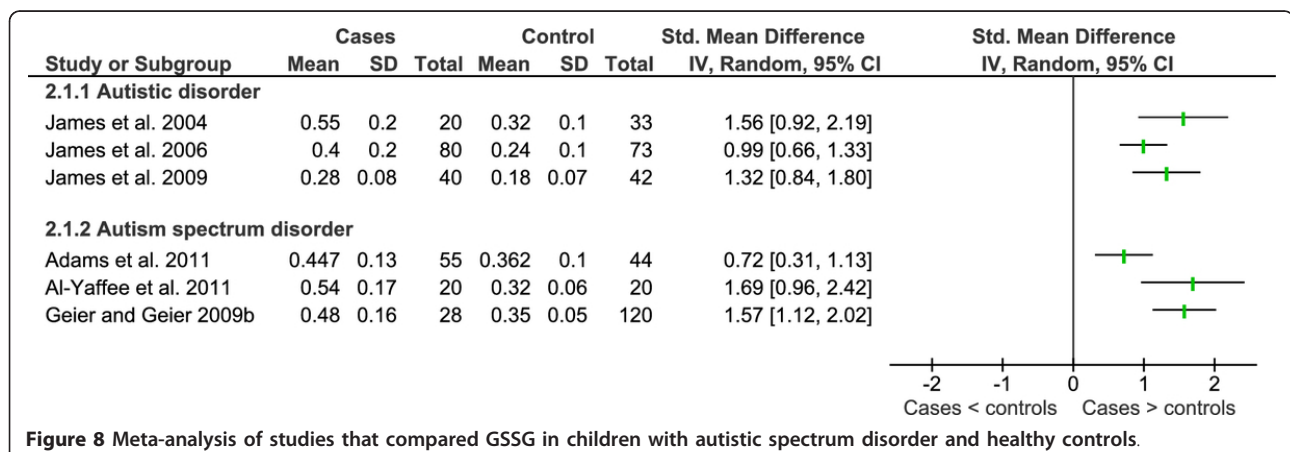 Cases Control Std. Mean Difference Std. Mean Difference
Study or Subgroup Mean SD Total Mean SD Total IV, Random, 95% CI IV, Random, 95% CI
2.1.1 Autistic disorder
James et al. 2004 0.55 0.2 20 0.32 0.1 33 1.56 [0.92, 2.19]
James et al. 2006 0.4 0.2 80 0.24 0.1 73 0.99 [0.66, 1.33]
James et al. 2009 0.28 0.08 40 0.18 0.07 42 1.32 [0.84, 1.80]
2.1.2 Autism spectrum disorder
Adams et al. 2011 0.447 0.13 55 0.362 0.1 44 0.72 [0.31, 1.13]
Al-Yaffee et al. 2011 0.54 0.17 20 0.32 0.06 20 1.69 [0.96, 2.42]
Geier and Geier 2009b 0.48 0.16 28 0.35 0.05 120 1.57 [1.12, 2.02]
-2 -1 0 1 2
Cases < controls Cases > controls
Figure 8 Meta-analysis of studies that compared GSSG in children with autistic spectrum disorder and healthy controls.